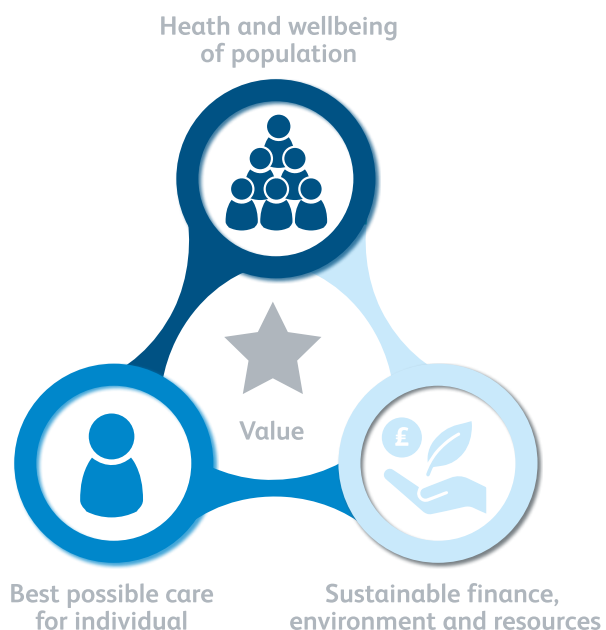 Heath and wellbeing
of population
£
Value
Best possible care
for individual
Sustainable finance,
environment and resources